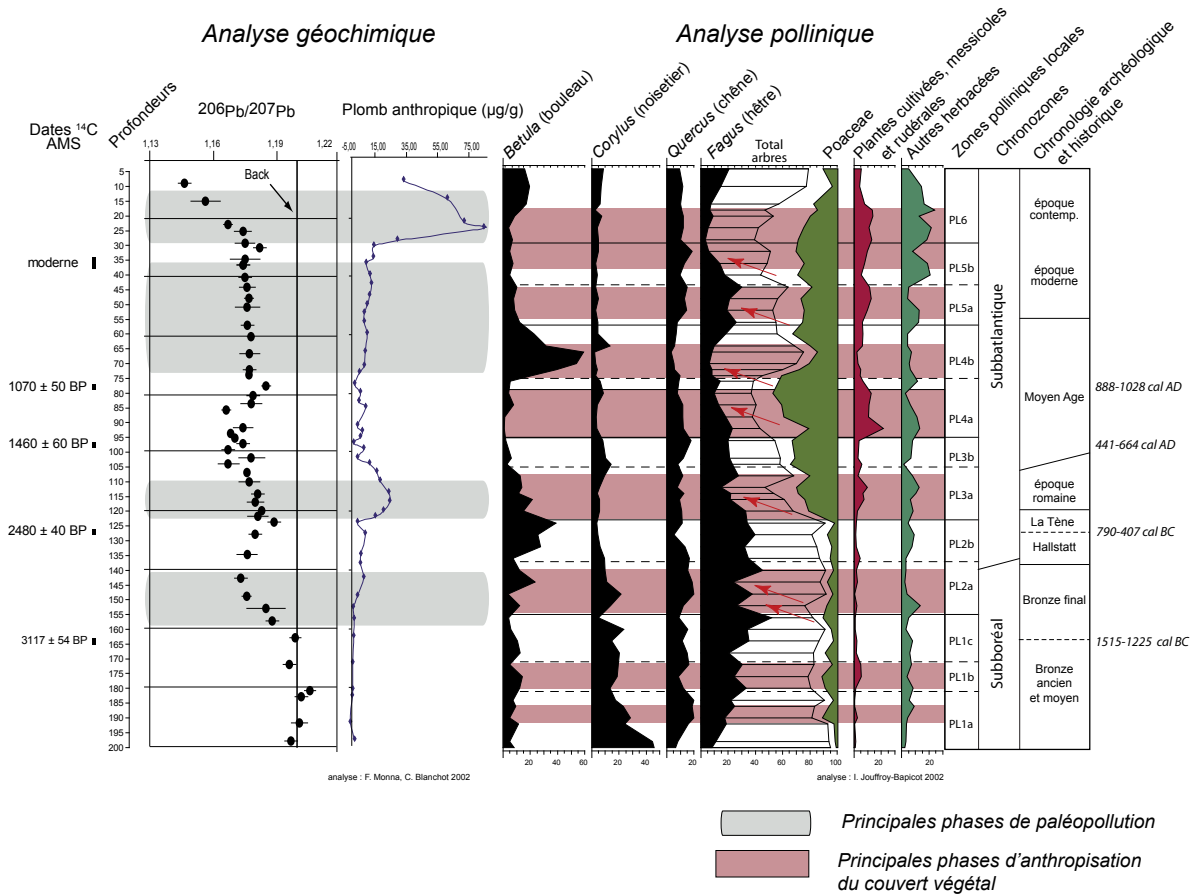 Analyse géochimique
Analyse pollinique
Dates ¹⁴C
AMS
Profondeurs
²⁰⁶Pb/²⁰⁷Pb
Plomb anthropique (µg/g)
Betula (bouleau)
Corylus (noisetier)
Quercus (chêne)
Fagus (hêtre)
Total
arbres
Poaceae
Plantes cultivées, messicoles
et rudérales
Autres herbacées
Zones polliniques locales
Chronozones
Chronologie archéologique
et historique
1,13
1,16
1,19
1,22
-5,00
15,00
35,00
55,00
75,00
Back
5
10
15
20
25
30
35
40
45
50
55
60
65
70
75
80
85
90
95
100
105
110
115
120
125
130
135
140
145
150
155
160
165
170
175
180
185
190
195
200
moderne
1070 ± 50 BP
1460 ± 60 BP
2480 ± 40 BP
3117 ± 54 BP
PL6
PL5b
PL5a
PL4b
PL4a
PL3b
PL3a
PL2b
PL2a
PL1c
PL1b
PL1a
Subbatlantique
Subboréal
époque
contemp.
époque
moderne
Moyen Age
époque
romaine
La Tène
Hallstatt
Bronze final
Bronze
ancien
et moyen
888-1028 cal AD
441-664 cal AD
790-407 cal BC
1515-1225 cal BC
0 20 40 60
0 20 40
0 20
0 20 40 60 80 100
20
0 20
analyse : F. Monna, C. Blanchot 2002
analyse : I. Jouffroy-Bapicot 2002
Principales phases de paléopollution
Principales phases d'anthropisation
du couvert végétal